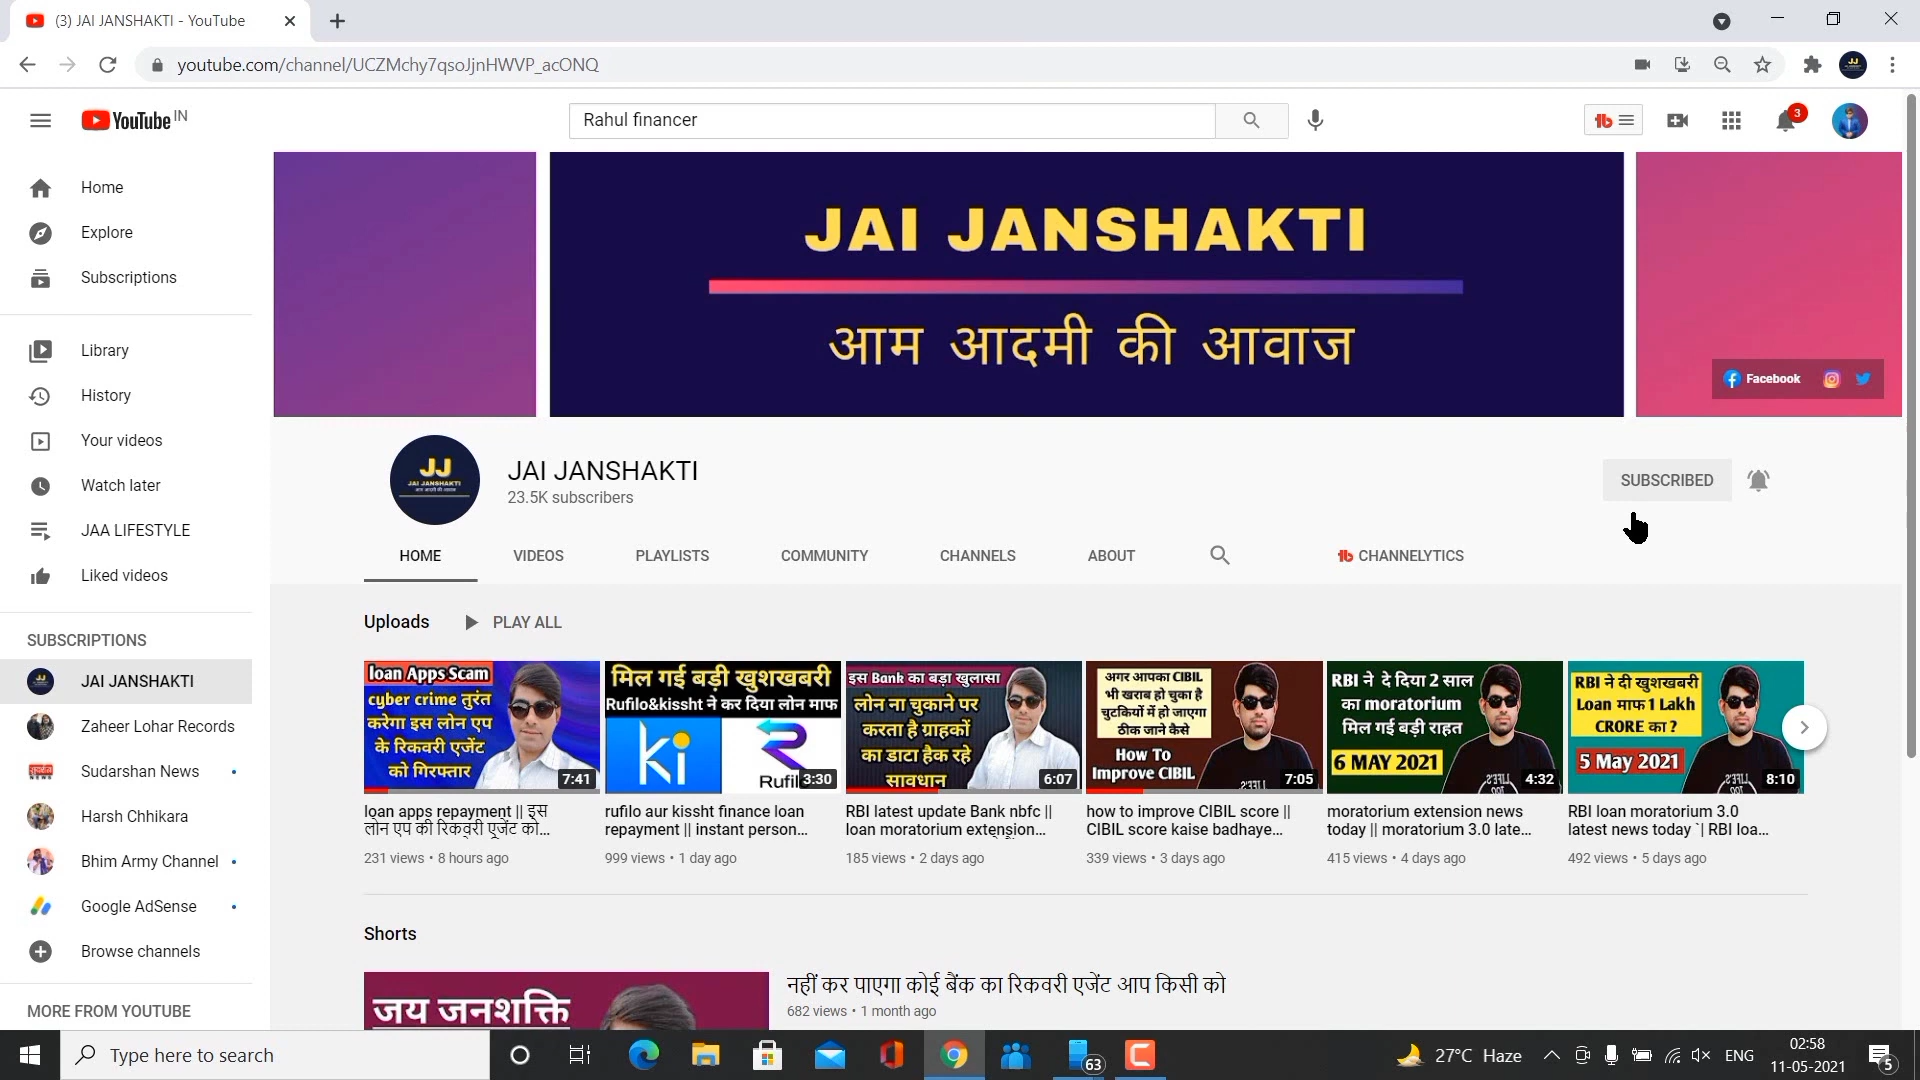 (3) JAI JANSHAKTI - YouTube
youtube.com/channel/UCZMchy7qsoJjnHWVP_acONQ
YouTube IN
Rahul financer
3
Home
Explore
Subscriptions
Library
History
Your videos
Watch later
JAA LIFESTYLE
Liked videos
SUBSCRIPTIONS
JAI JANSHAKTI
Zaheer Lohar Records
Sudarshan News
Harsh Chhikara
Bhim Army Channel
Google AdSense
Browse channels
MORE FROM YOUTUBE
JAI JANSHAKTI
आम आदमी की आवाज
Facebook
JJ
JAI JANSHAKTI
JAI JANSHAKTI
23.5K subscribers
SUBSCRIBED
HOME VIDEOS PLAYLISTS COMMUNITY CHANNELS ABOUT CHANNELYTICS
Uploads PLAY ALL
loan Apps Scam
cyber crime तुरंत
करेगा इस लोन एप
के रिकवरी एजेंट
को गिरफ्तार
7:41
loan apps repayment || इस
लोन एप की रिकवरी एजेंट को...
231 views • 8 hours ago
मिल गई बड़ी खुशखबरी
Rufilo&kissht ने कर दिया लोन माफ
ki
Rufil
3:30
rufilo aur kissht finance loan
repayment || instant person...
999 views • 1 day ago
इस Bank का बड़ा खुलासा
लोन ना चुकाने पर
करता है ग्राहकों
का डाटा हैक रहे
सावधान
6:07
RBI latest update Bank nbfc ||
loan moratorium extension...
185 views • 2 days ago
अगर आपका CIBIL
भी खराब हो चुका है
चुटकियों में हो जाएगा
ठीक जाने कैसे
How To
Improve CIBIL
7:05
how to improve CIBIL score ||
CIBIL score kaise badhaye...
339 views • 3 days ago
RBI ने दे दिया 2 साल
का moratorium
मिल गई बड़ी राहत
6 MAY 2021
4:32
moratorium extension news
today || moratorium 3.0 late...
415 views • 4 days ago
RBI ने दी खुशखबरी
Loan माफ 1 Lakh
CRORE का ?
5 May 2021
8:10
RBI loan moratorium 3.0
latest news today `| RBI loa...
492 views • 5 days ago
Shorts
जय जनशक्ति
नहीं कर पाएगा कोई बैंक का रिकवरी एजेंट आप किसी को
682 views • 1 month ago
Type here to search
63
27°C Haze
ENG
02:58
11-05-2021
5